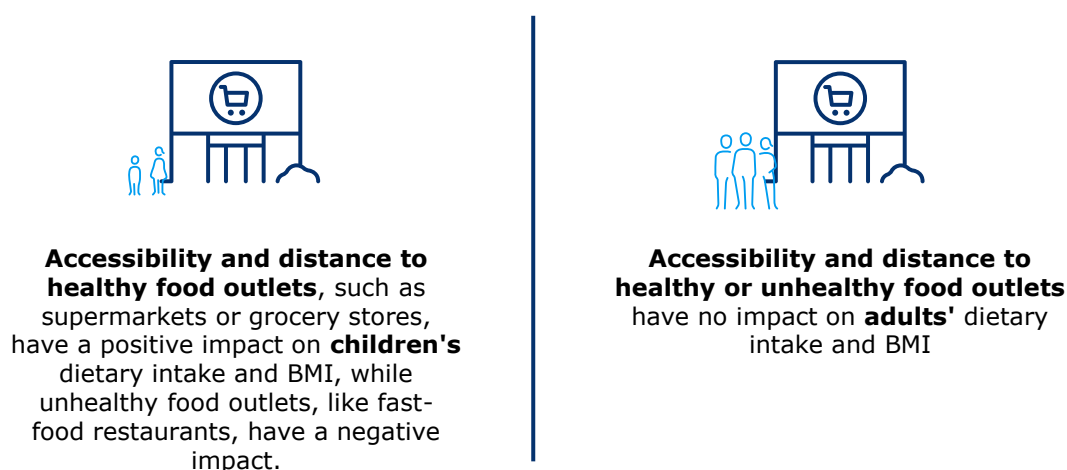 Accessibility and distance to
healthy food outlets, such as
supermarkets or grocery stores,
have a positive impact on children's
dietary intake and BMI, while
unhealthy food outlets, like fast-
food restaurants, have a negative
impact.
Accessibility and distance to
healthy or unhealthy food outlets
have no impact on adults' dietary
intake and BMI